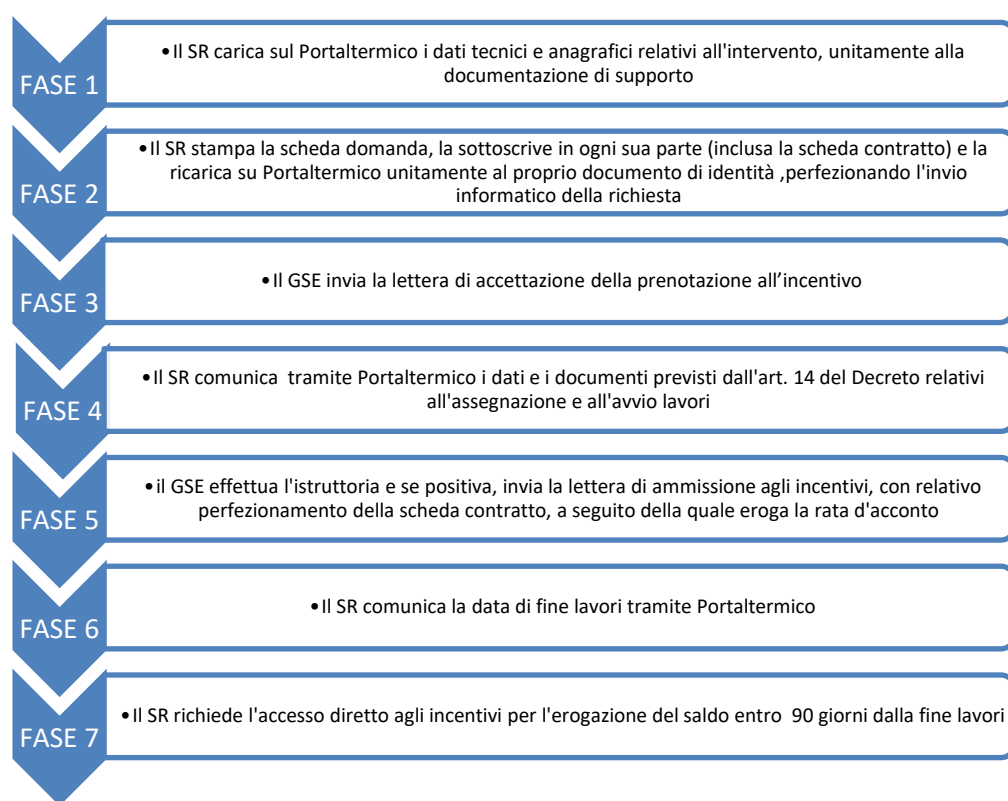 FASE 1
•Il SR carica sul Portaltermico i dati tecnici e anagrafici relativi all'intervento, unitamente alla
documentazione di supporto
FASE 2
•Il SR stampa la scheda domanda, la sottoscrive in ogni sua parte (inclusa la scheda contratto) e la
ricarica su Portaltermico unitamente al proprio documento di identità ,perfezionando l'invio
informatico della richiesta
FASE 3
•Il GSE invia la lettera di accettazione della prenotazione all’incentivo
FASE 4
•Il SR comunica tramite Portaltermico i dati e i documenti previsti dall'art. 14 del Decreto relativi
all'assegnazione e all'avvio lavori
FASE 5
•il GSE effettua l'istruttoria e se positiva, invia la lettera di ammissione agli incentivi, con relativo
perfezionamento della scheda contratto, a seguito della quale eroga la rata d'acconto
FASE 6
•Il SR comunica la data di fine lavori tramite Portaltermico
FASE 7
•Il SR richiede l'accesso diretto agli incentivi per l'erogazione del saldo entro 90 giorni dalla fine lavori